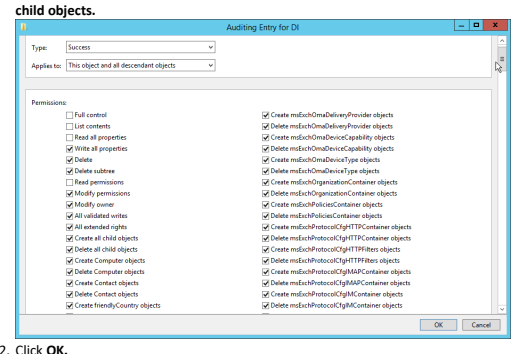 child objects.
Auditing Entry for DI
Type: Success
Applies to: This object and all descendant objects
Permissions:
Full control
List contents
Read all properties
Write all properties
Delete
Delete subtree
Read permissions
Modify permissions
Modify owner
All validated writes
All extended rights
Create all child objects
Delete all child objects
Create Computer objects
Delete Computer objects
Create Contact objects
Delete Contact objects
Create friendlyCountry objects
Create msExchOmaDeliveryProvider objects
Delete msExchOmaDeliveryProvider objects
Create msExchOmaDeviceCapability objects
Delete msExchOmaDeviceCapability objects
Create msExchOmaDeviceType objects
Delete msExchOmaDeviceType objects
Create msExchOrganizationContainer objects
Delete msExchOrganizationContainer objects
Create msExchPoliciesContainer objects
Delete msExchPoliciesContainer objects
Create msExchProtocolCfgHTTPContainer objects
Delete msExchProtocolCfgHTTPContainer objects
Create msExchProtocolCfgHTTPFilters objects
Delete msExchProtocolCfgHTTPFilters objects
Create msExchProtocolCfgIMAPContainer objects
Delete msExchProtocolCfgIMAPContainer objects
Create msExchProtocolCfgIMContainer objects
Delete msExchProtocolCfgIMContainer objects
OK Cancel
2. Click OK.